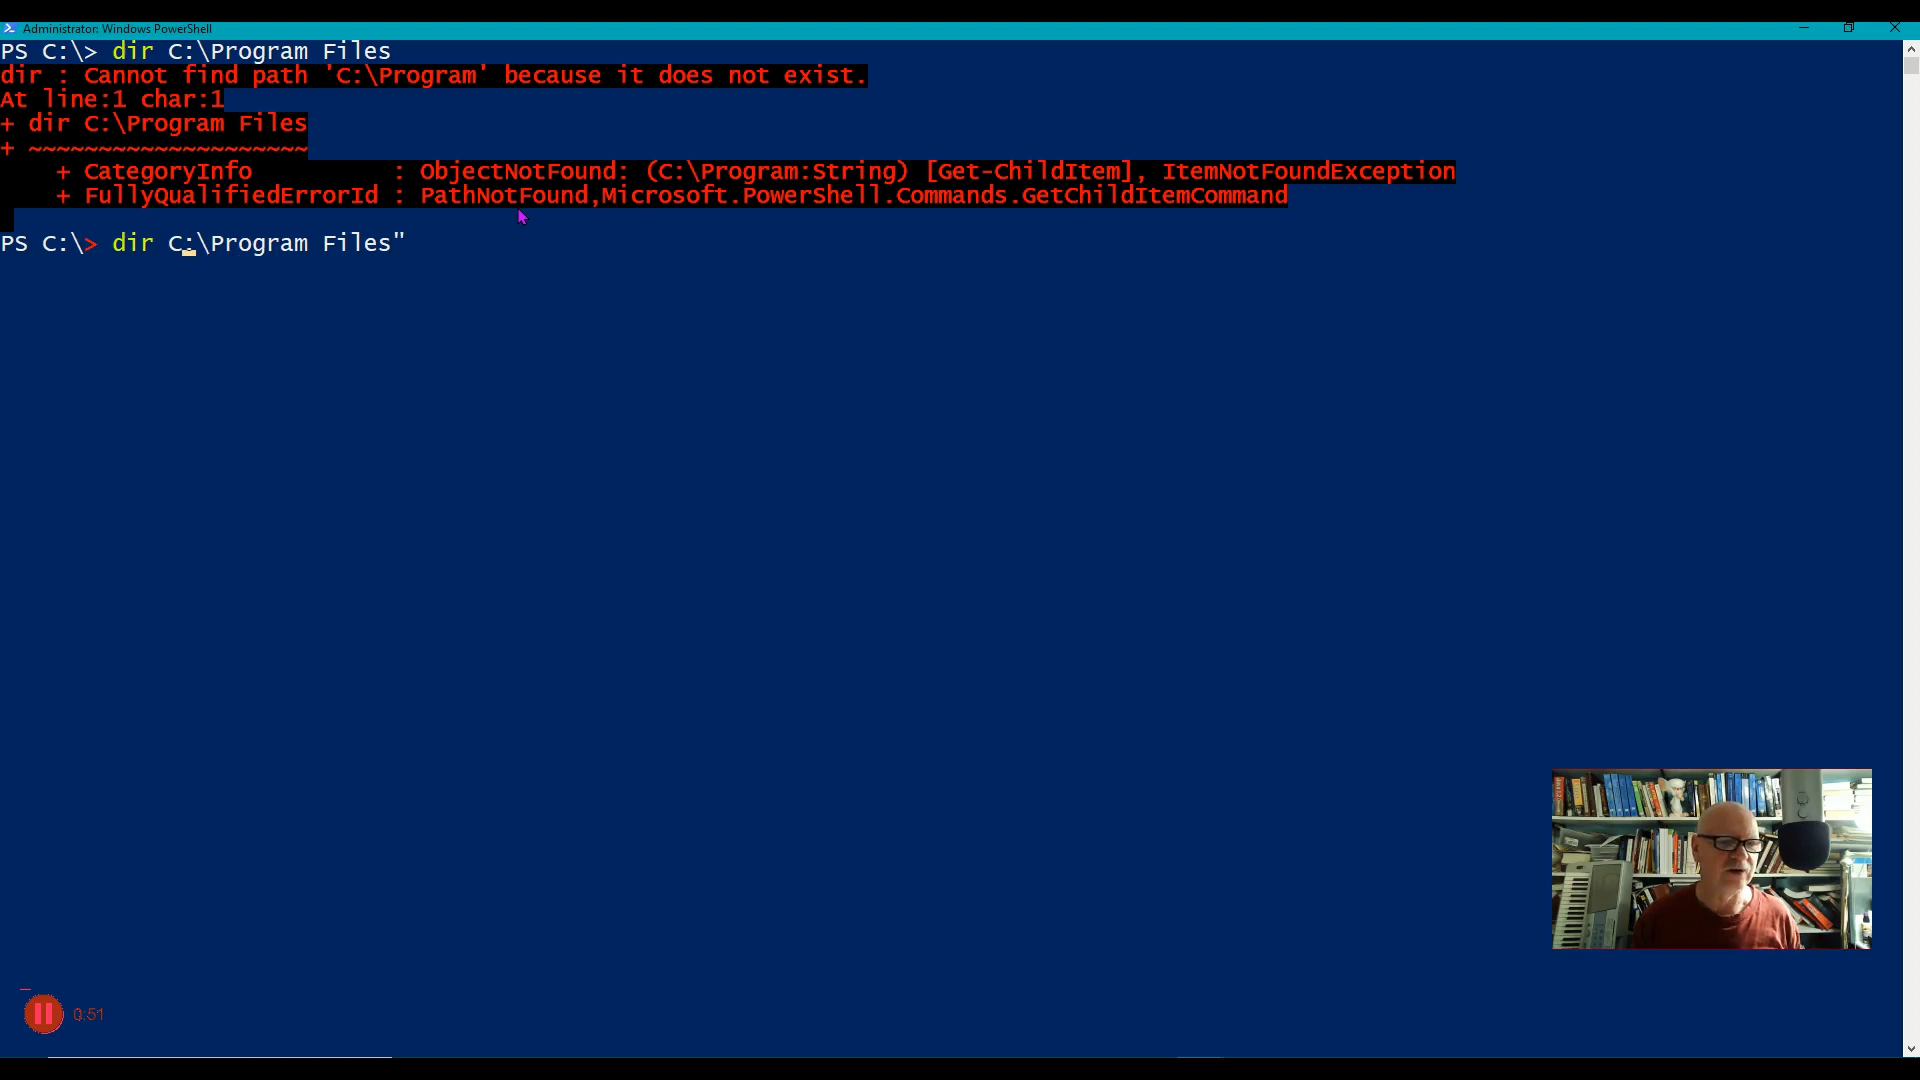 Administrator: Windows PowerShell
PS C:\> dir C:\Program Files
dir : Cannot find path 'C:\Program' because it does not exist.
At line:1 char:1
+ dir C:\Program Files
+ ~~~~~~~~~~~~~~~~~~~~
    + CategoryInfo          : ObjectNotFound: (C:\Program:String) [Get-ChildItem], ItemNotFoundException
    + FullyQualifiedErrorId : PathNotFound,Microsoft.PowerShell.Commands.GetChildItemCommand
PS C:\> dir C:\Program Files"
0:51